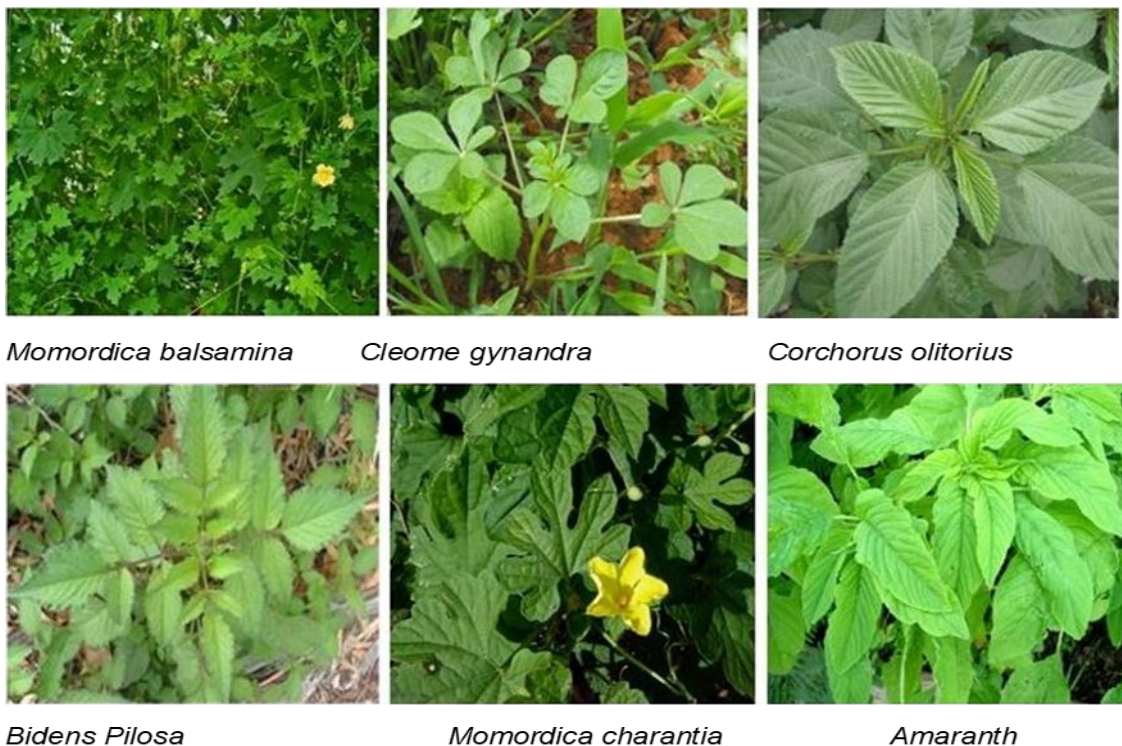 Momordica balsamina Cleome gynandra Corchorus olitorius
Bidens Pilosa Momordica charantia Amaranth